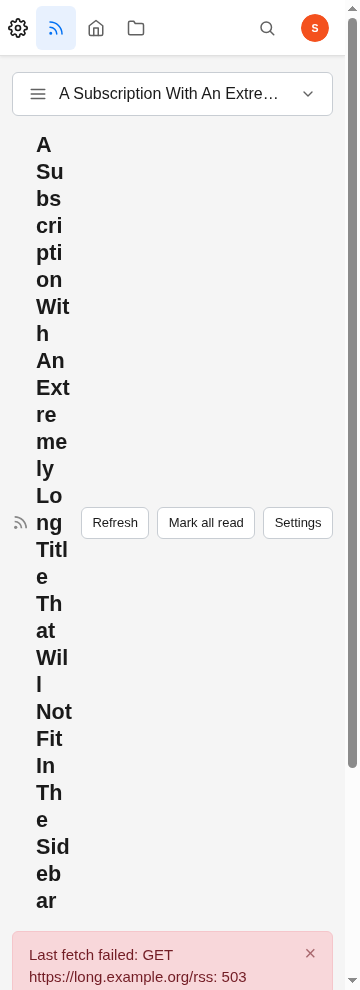 S
A Subscription With An Extre…
A
Su
bs
cri
pti
on
Wit
h
An
Ext
re
me
ly
Lo
ng
Titl
e
Th
at
Wil
l
Not
Fit
In
Th
e
Sid
eb
ar
Refresh
Mark all read
Settings
Last fetch failed: GET
https://long.example.org/rss: 503